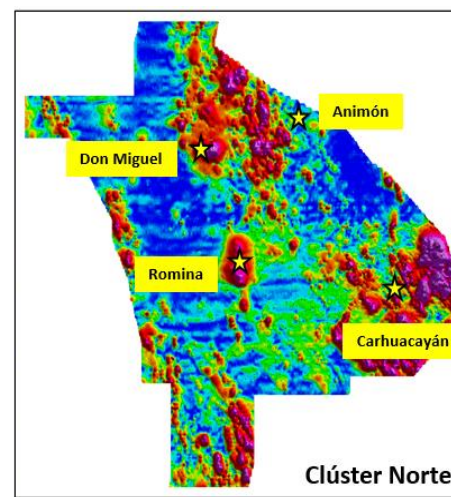 Animón
Don Miguel
Romina
Carhuacayán
Clúster Norte